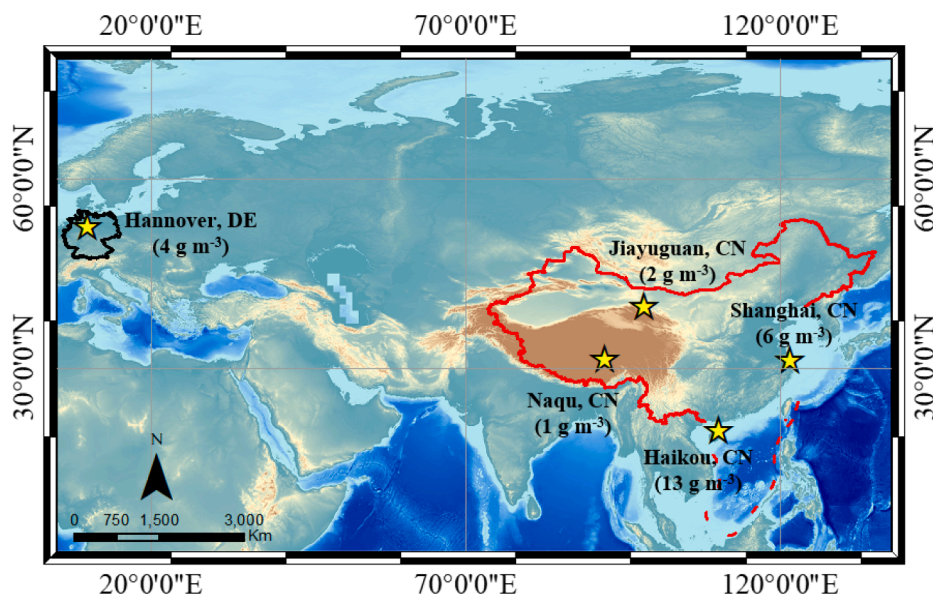 20°0'0"E 70°0'0"E 120°0'0"E
60°0'0"N
60°0'0"N
Hannover, DE
(4 g m⁻³)
Jiayuguan, CN
(2 g m⁻³)
Shanghai, CN
(6 g m⁻³)
30°0'0"N
30°0'0"N
Naqu, CN
(1 g m⁻³)
Haikou, CN
(13 g m⁻³)
N
0 750 1,500 3,000
Km
20°0'0"E 70°0'0"E 120°0'0"E